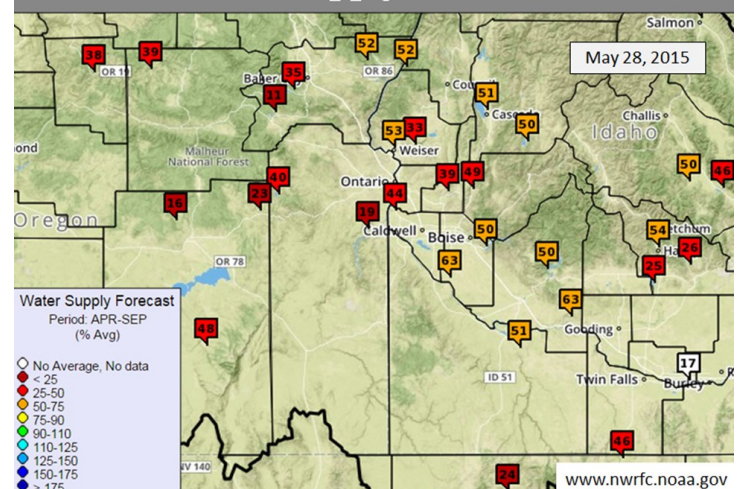 Salmon
May 28, 2015
38
39
OR 19
52
52
OR 86
Baker
35
11
51
Cascade
50
Challis
Idaho
53
33
Weiser
Malheur
National Forest
50
46
40
39
49
Ontario
44
23
16
19
Oregon
Caldwell
Boise
50
54
etchum
Ha
26
50
25
63
OR 78
63
Water Supply Forecast
Period: APR-SEP
(% Avg)
48
51
Gooding
No Average, No data
< 25
25-50
50-75
75-90
90-110
110-125
125-150
150-175
> 175
17
ID 51
Twin Falls
Burley
46
NV 140
24
www.nwrfc.noaa.gov